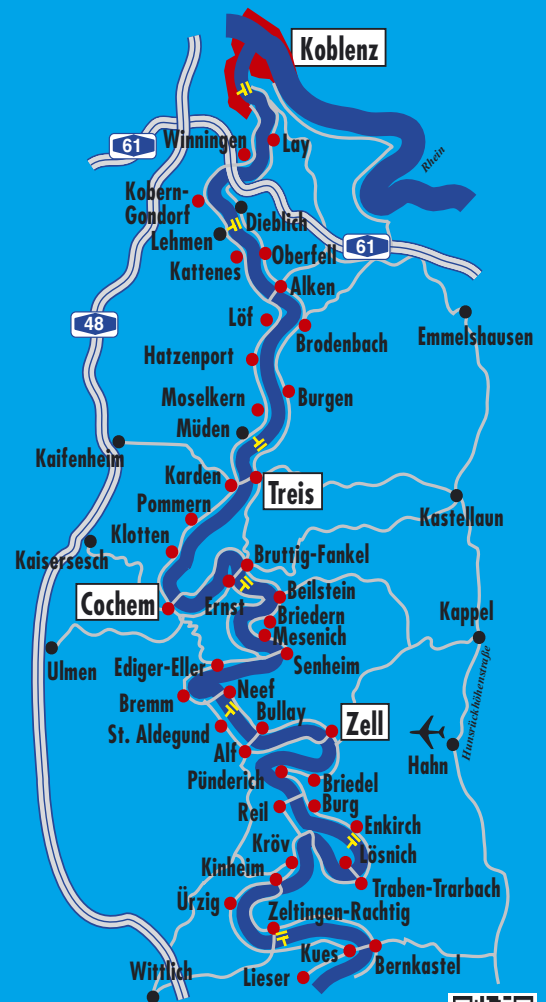 Koblenz
61
Winningen
Lay
Rhein
Kobern-
Gondorf
Dieblich
Lehmen
Oberfell
61
Kattenes
Alken
48
Löf
Brodenbach
Emmelshausen
Hatzenport
Moselkern
Burgen
Müden
Kaifenheim
Karden
Treis
Pommern
Kastellaun
Klotten
Kaisersesch
Bruttig-Fankel
Cochem
Ernst
Beilstein
Briedern
Kappel
Mesenich
Ulmen
Ediger-Eller
Senheim
Hunsrückhöhenstraße
Bremm
Neef
St. Aldegund
Bullay
Zell
Alf
Hahn
Pünderich
Briedel
Reil
Burg
Enkirch
Kröv
Lösnich
Kinheim
Traben-Trarbach
Ürzig
Zeltingen-Rachtig
Kues
Bernkastel
Wittlich
Lieser